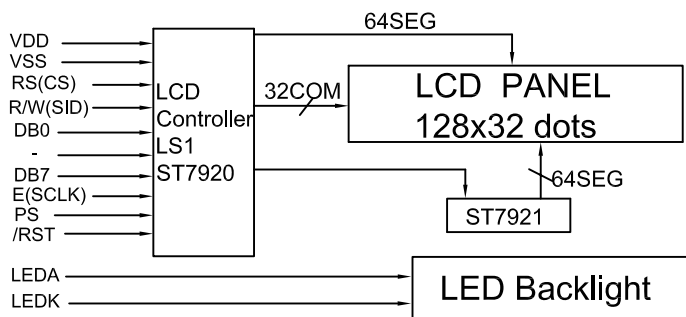 VDD
VSS
RS(CS)
R/W(SID)
DB0
-
DB7
E(SCLK)
PS
/RST
LEDA
LEDK
LCD
Controller
LS1
ST7920
64SEG
32COM
LCD PANEL
128x32 dots
64SEG
ST7921
LED Backlight